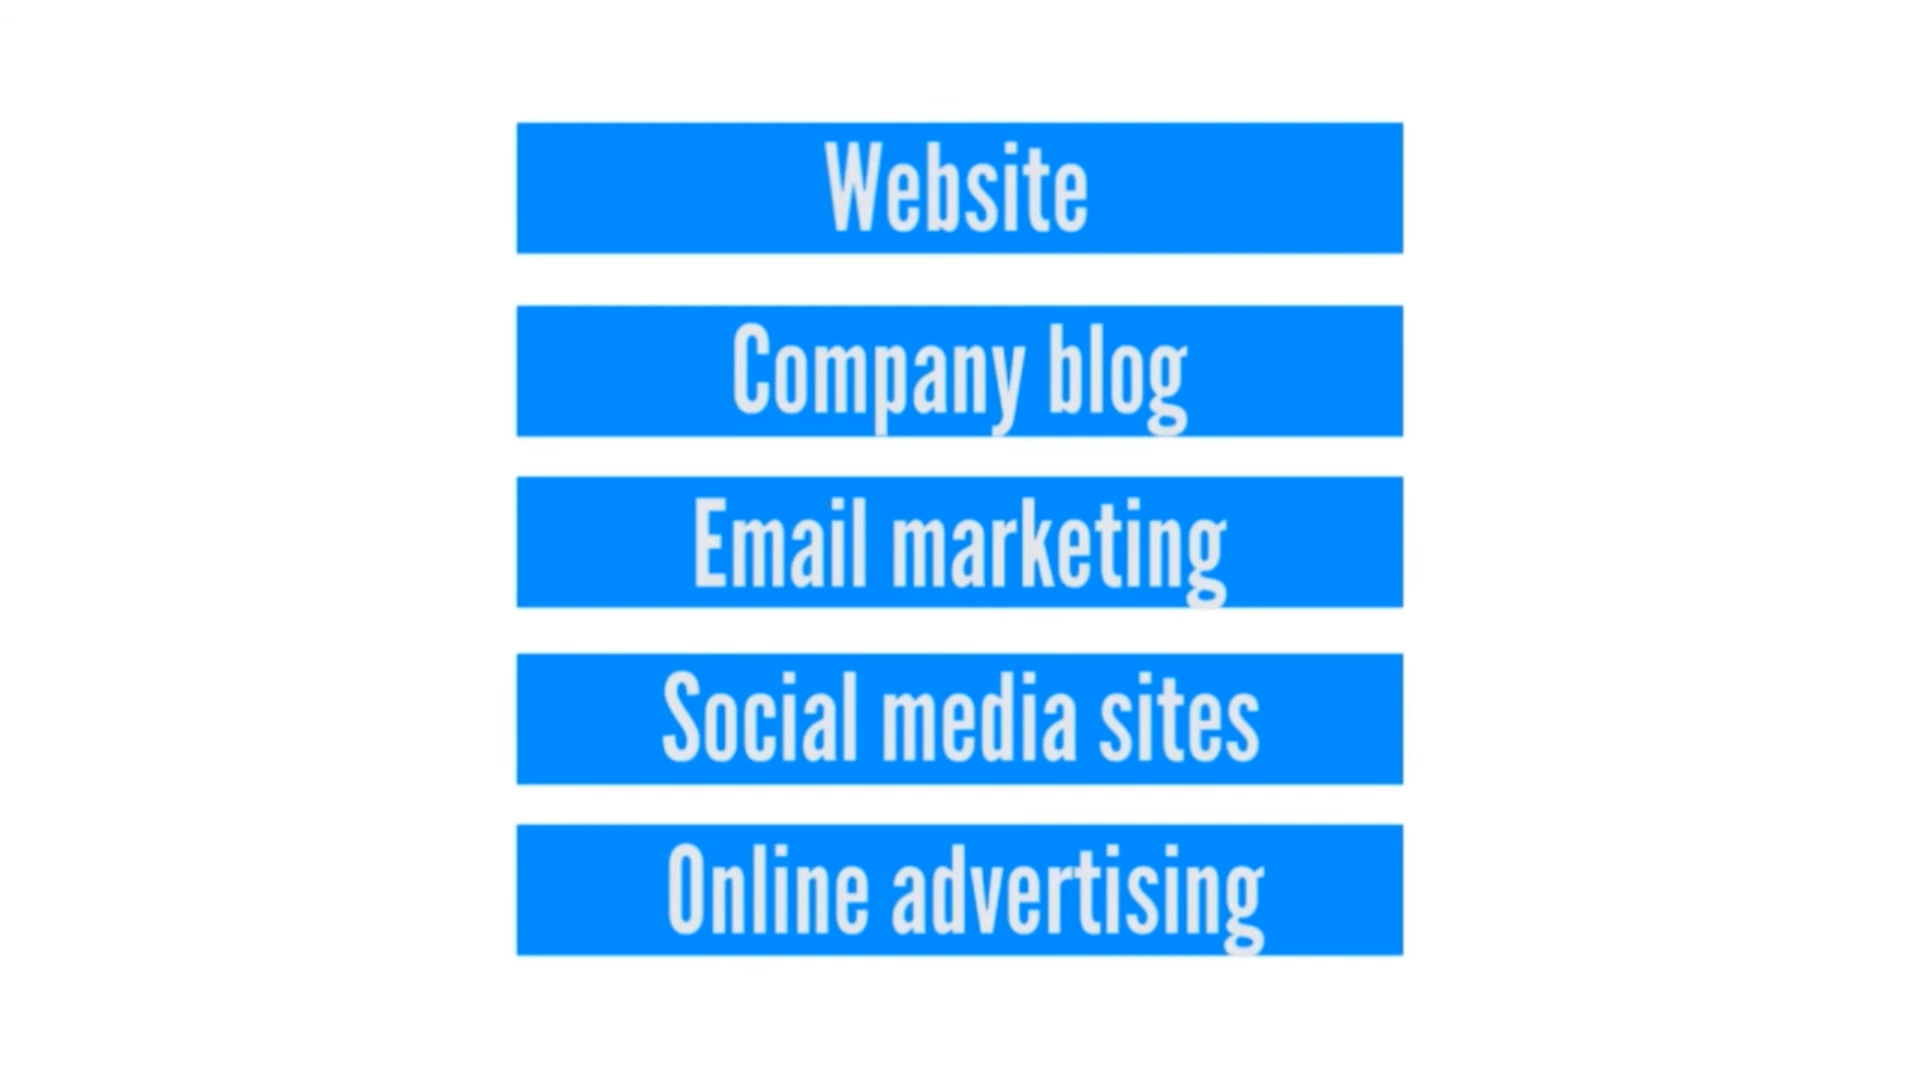 Website
Company blog
Email marketing
Social media sites
Online advertising